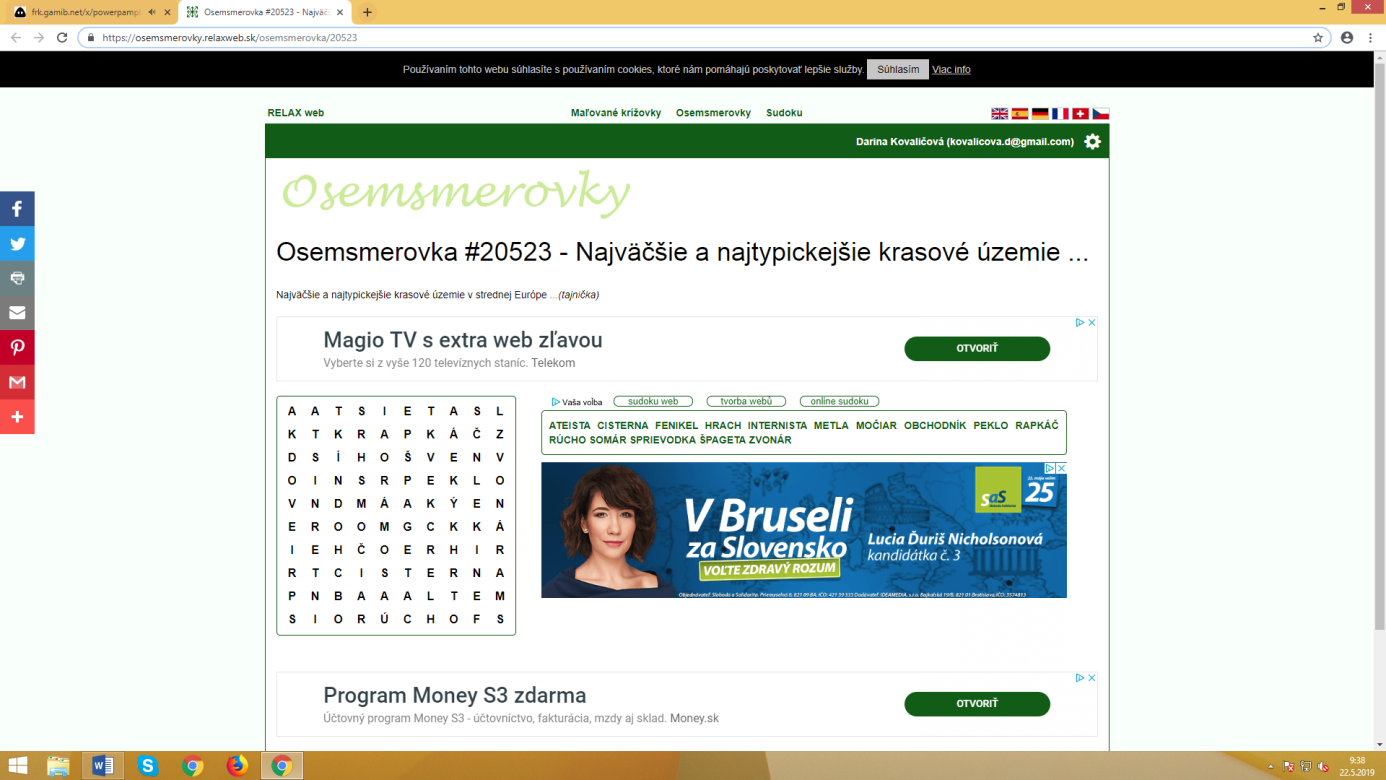 frk.gamib.net/x/powerpamp
Osemsmerovka #20523 - Najväč
https://osemsmerovky.relaxweb.sk/osemsmerovka/20523
Používaním tohto webu súhlasíte s používaním cookies, ktoré nám pomáhajú poskytovať lepšie služby. Súhlasím Viac info
RELAX web Maľované krížovky Osemsmerovky Sudoku
Darina Kovaličová (kovalicova.d@gmail.com)
Osemsmerovky
Osemsmerovka #20523 - Najväčšie a najtypickejšie krasové územie ...
Najväčšie a najtypickejšie krasové územie v strednej Európe ...(tajnička)
Magio TV s extra web zľavou
Vyberte si z vyše 120 televíznych staníc. Telekom
OTVORIŤ
A A T S I E T A S L
K T K R A P K Á Č Z
D S Í H O Š V E N V
O I N S R P E K L O
V N D M Á A K Ý E N
E R O O M G C K K Á
I E H Č O E R H I R
R T C I S T E R N A
P N B A A A L T E M
S I O R Ú C H O F S
Vaša voľba sudoku web tvorba webů online sudoku
ATEISTA CISTERNA FENIKEL HRACH INTERNISTA METLA MOČIAR OBCHODNÍK PEKLO RAPKÁČ
RÚCHO SOMÁR SPRIEVODKA ŠPAGETA ZVONÁR
V Bruseli
za Slovensko
VOĽTE ZDRAVÝ ROZUM
SaS
25
Lucia Ďuriš Nicholsonová
kandidátka č. 3
Program Money S3 zdarma
Účtovný program Money S3 - účtovníctvo, fakturácia, mzdy aj sklad. Money.sk
OTVORIŤ
9:38
22.5.2019